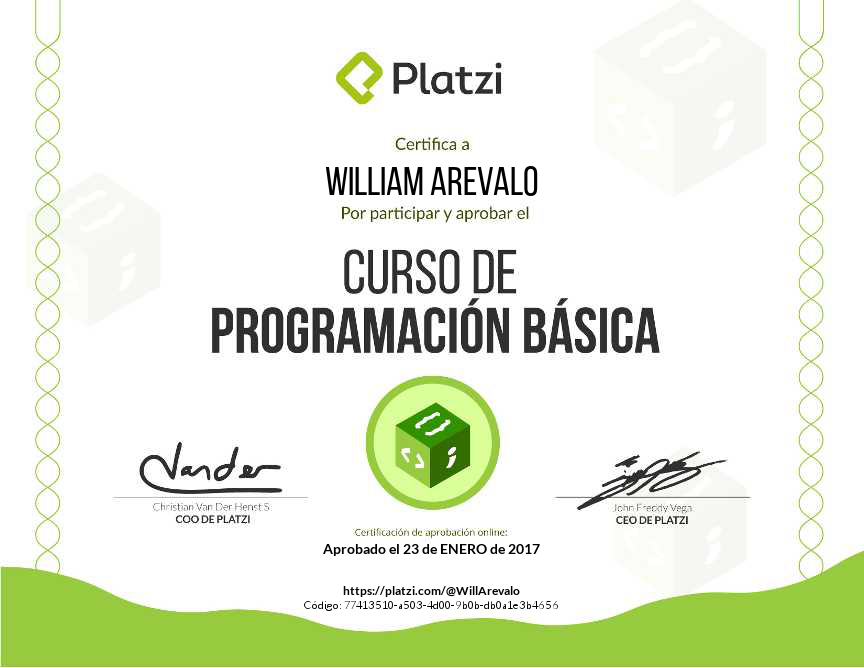 Platzi
Certifica a
WILLIAM AREVALO
Por participar y aprobar el
CURSO DE
PROGRAMACIÓN BÁSICA
Vander
Christian Van Der Henst S
COO DE PLATZI
John Freddy Vega
CEO DE PLATZI
Certificación de aprobación online:
Aprobado el 23 de ENERO de 2017
https://platzi.com/@WillArevalo
Código: 77413510-a503-4d00-9b0b-db0a1e3b4656